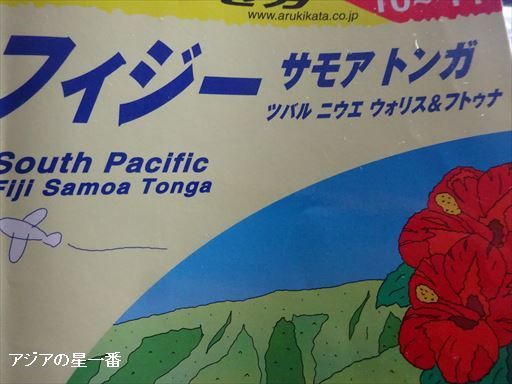 www.arukikata.co.jp
フィジー サモア トンガ
ツバル ニウエ ウォリス&フトゥナ
South Pacific
Fiji Samoa Tonga
アジアの星一番